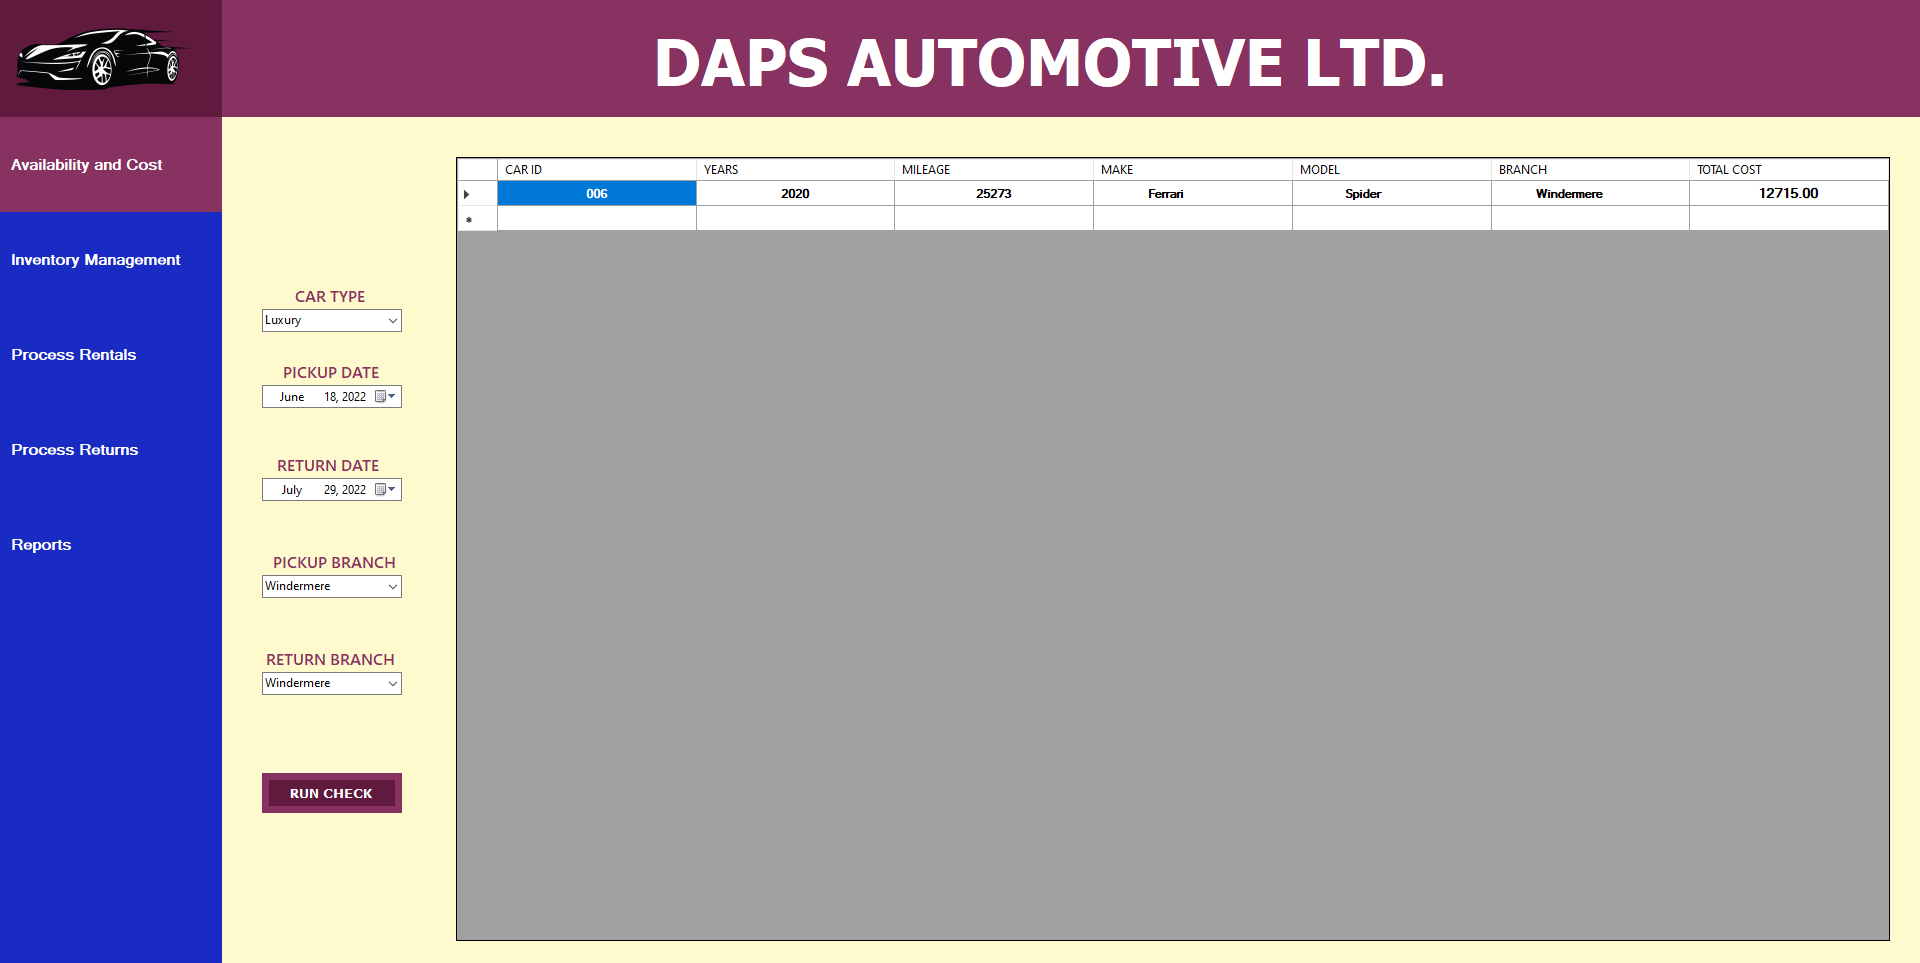 DAPS AUTOMOTIVE LTD.
Availability and Cost
Inventory Management
Process Rentals
Process Returns
Reports
CAR TYPE
Luxury
PICKUP DATE
June 18, 2022
RETURN DATE
July 29, 2022
PICKUP BRANCH
Windermere
RETURN BRANCH
Windermere
RUN CHECK
CAR ID YEARS MILEAGE MAKE MODEL BRANCH TOTAL COST
006 2020 25273 Ferrari Spider Windermere 12715.00